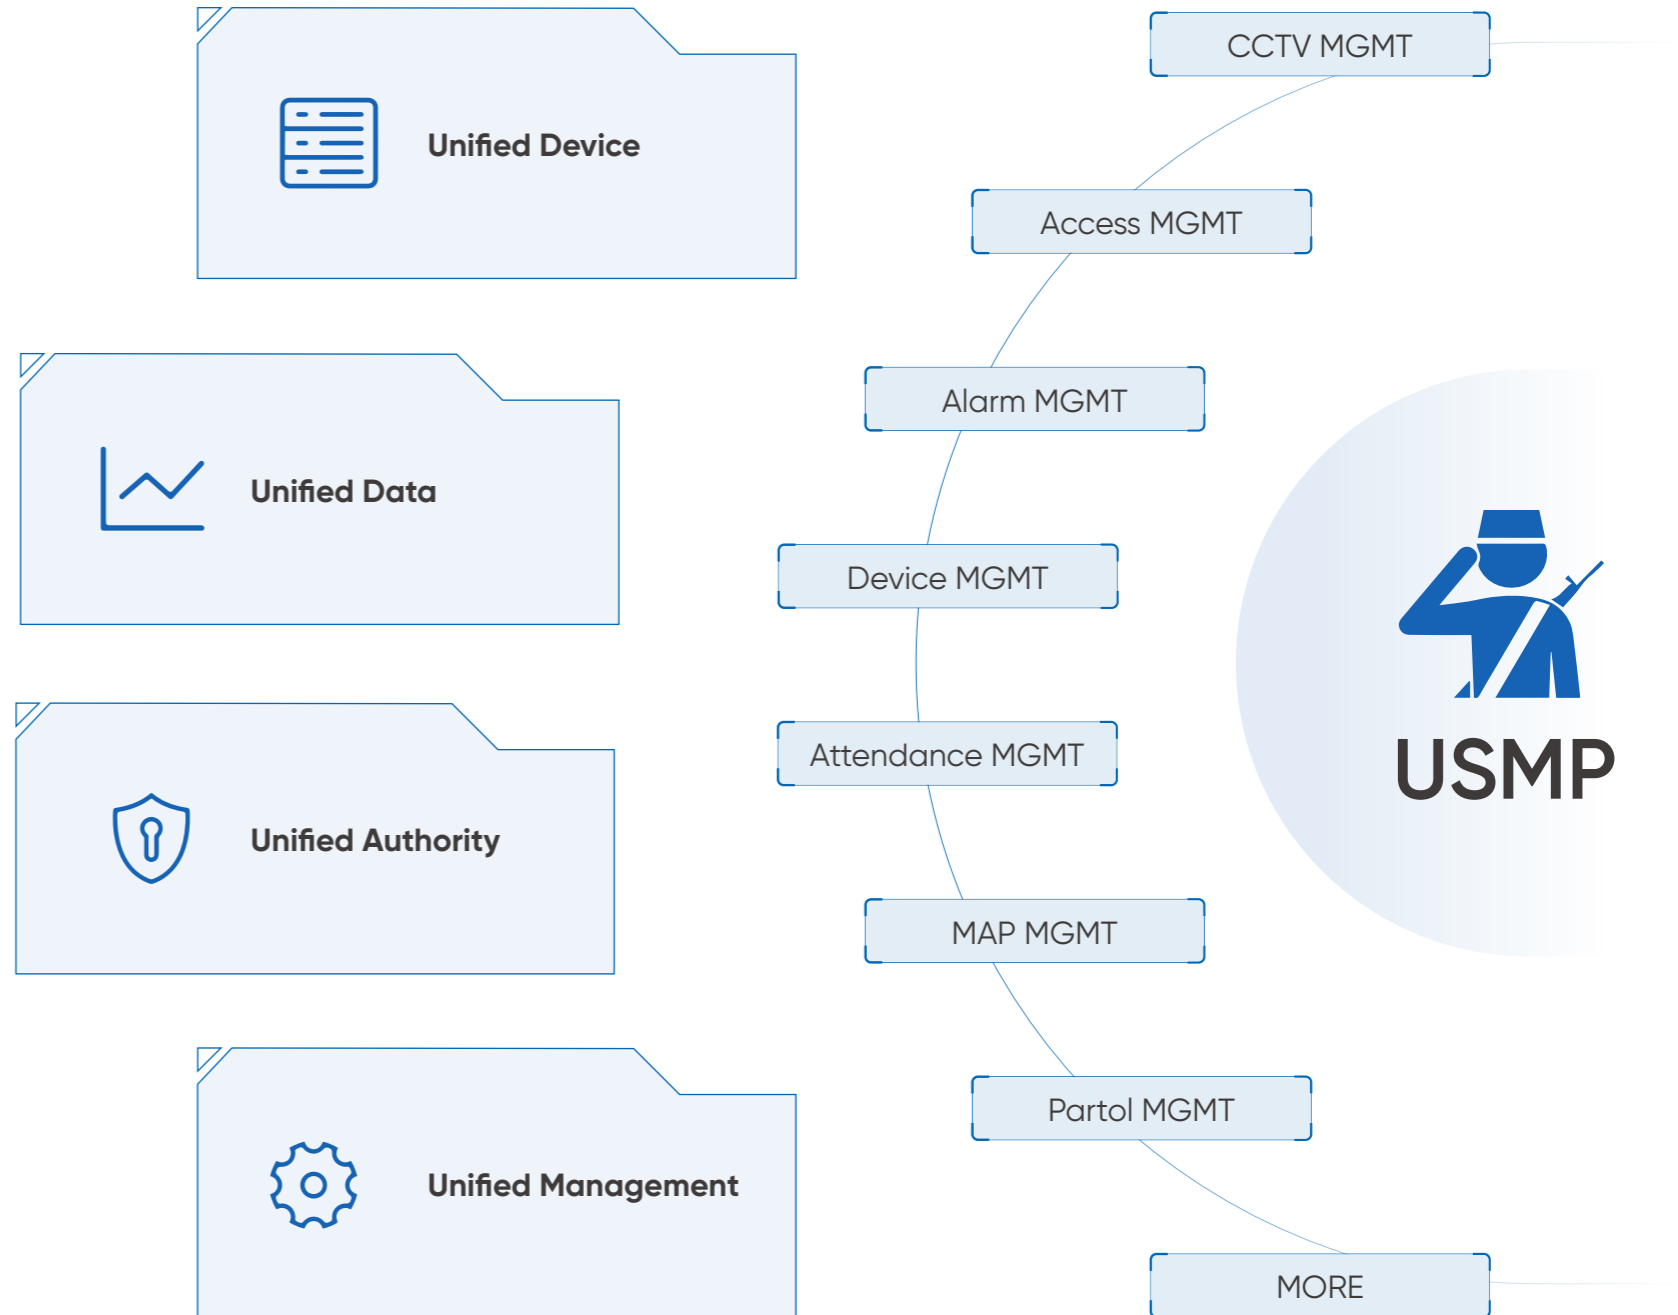 Unified Device
Unified Data
Unified Authority
Unified Management
CCTV MGMT
Access MGMT
Alarm MGMT
Device MGMT
Attendance MGMT
MAP MGMT
Partol MGMT
MORE
USMP